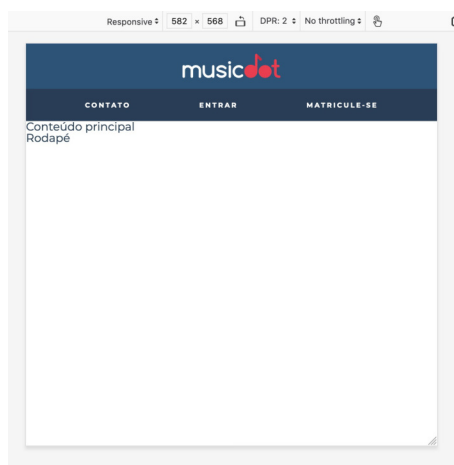 Responsive 582 × 568 DPR: 2 No throttling
musicdot
CONTATO ENTRAR MATRICULE-SE
Conteúdo principal
Rodapé